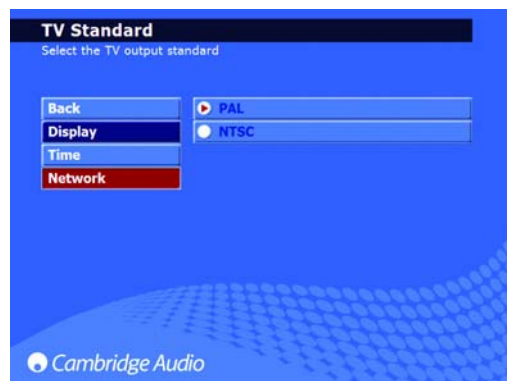 TV Standard
Select the TV output standard
Back
PAL
Display
NTSC
Time
Network
Cambridge Audio